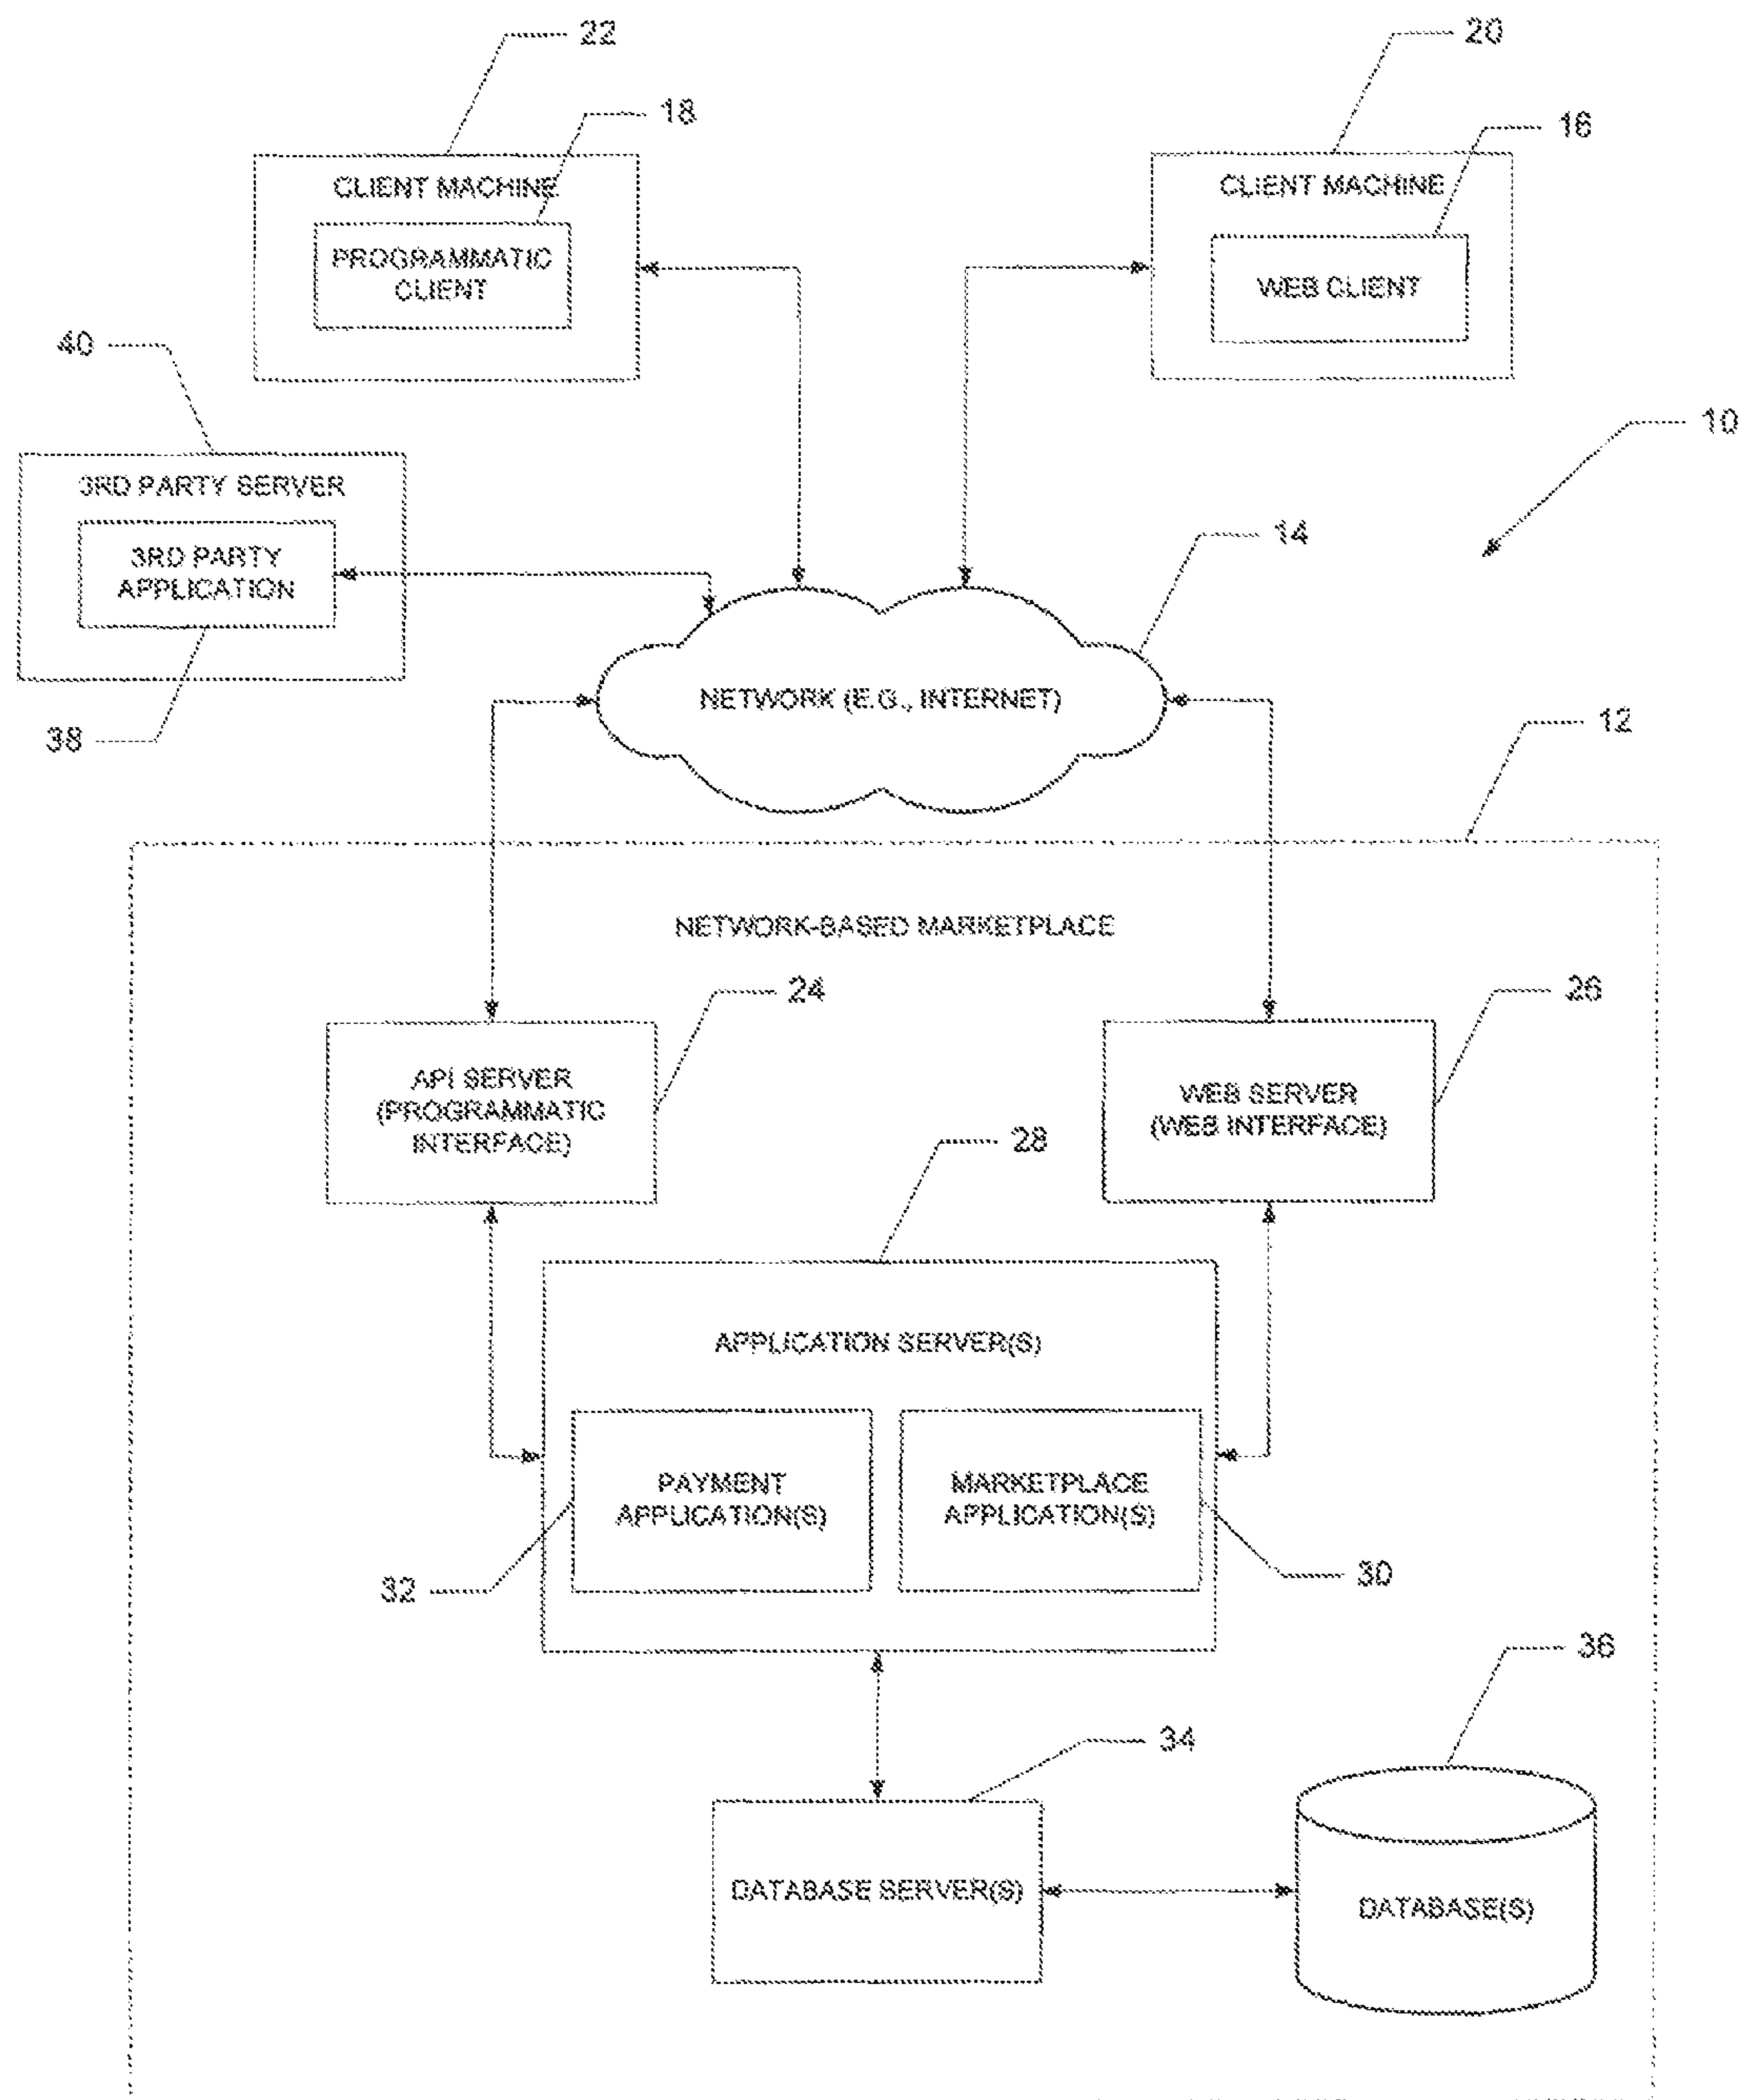 22
20
18
16
CLIENT MACHINE
CLIENT MACHINE
PROGRAMMATIC
CLIENT
WEB CLIENT
40
10
3RD PARTY SERVER
14
3RD PARTY
APPLICATION
NETWORK (E.G., INTERNET)
38
12
NETWORK-BASED MARKETPLACE
24
26
API SERVER
(PROGRAMMATIC
INTERFACE)
WEB SERVER
(WEB INTERFACE)
28
APPLICATION SERVER(S)
PAYMENT
APPLICATION(S)
MARKETPLACE
APPLICATION(S)
32
30
36
34
DATABASE SERVER(S)
DATABASE(S)